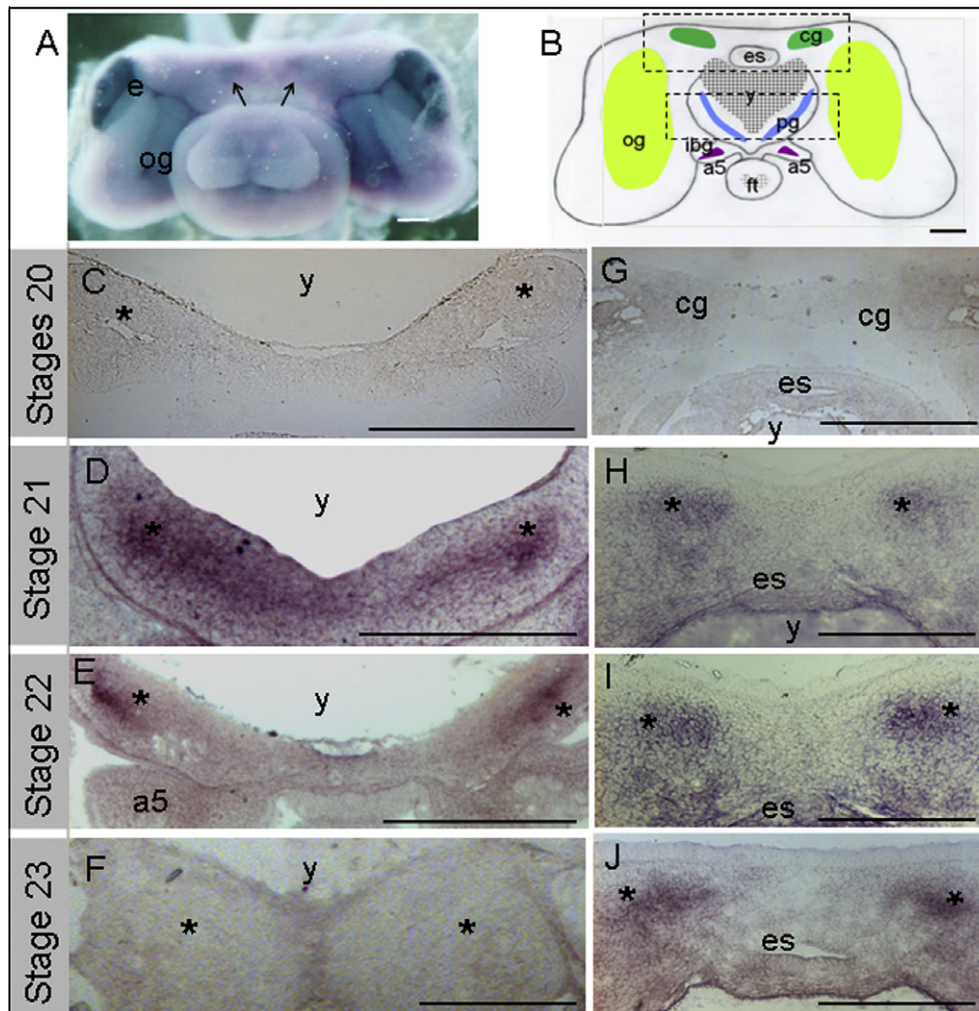 A
e
og
B
cg
es
y
pg
og
ibg
a5
a5
ft
Stages 20
C
y
*
*
G
cg
cg
es
y
Stage 21
D
y
*
*
H
*
*
es
y
Stage 22
E
y
*
*
a5
I
*
*
es
Stage 23
F
y
*
*
J
*
*
es